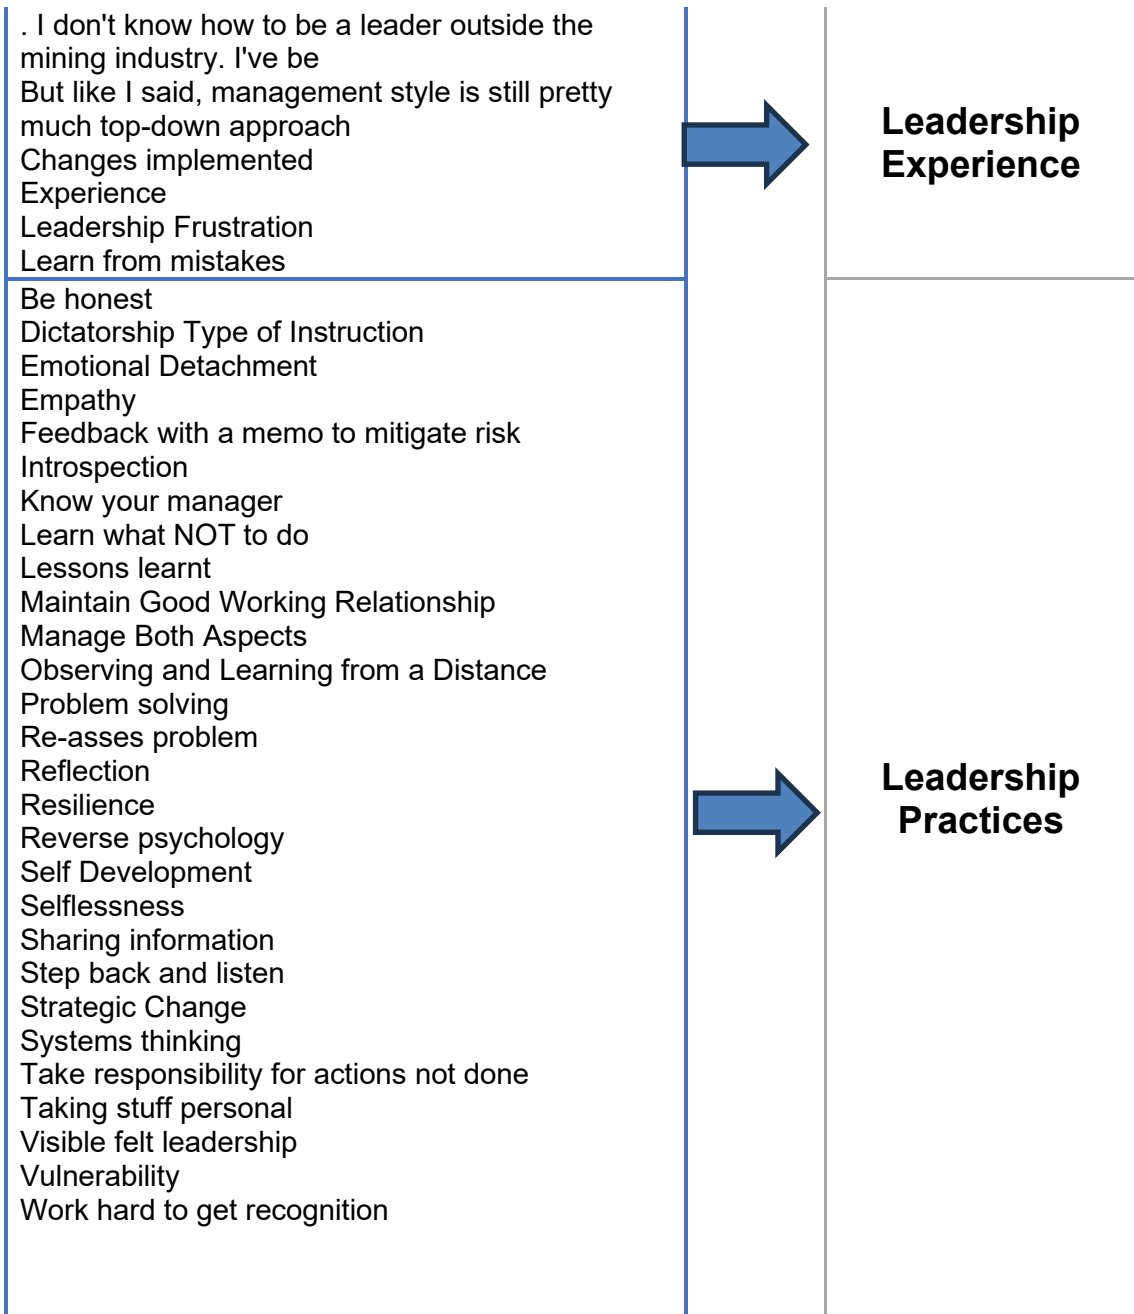 . I don't know how to be a leader outside the
mining industry. I've be
But like I said, management style is still pretty
much top-down approach
Changes implemented
Experience
Leadership Frustration
Learn from mistakes
Leadership
Experience
Be honest
Dictatorship Type of Instruction
Emotional Detachment
Empathy
Feedback with a memo to mitigate risk
Introspection
Know your manager
Learn what NOT to do
Lessons learnt
Maintain Good Working Relationship
Manage Both Aspects
Observing and Learning from a Distance
Problem solving
Re-asses problem
Reflection
Resilience
Reverse psychology
Self Development
Selflessness
Sharing information
Step back and listen
Strategic Change
Systems thinking
Take responsibility for actions not done
Taking stuff personal
Visible felt leadership
Vulnerability
Work hard to get recognition
Leadership
Practices